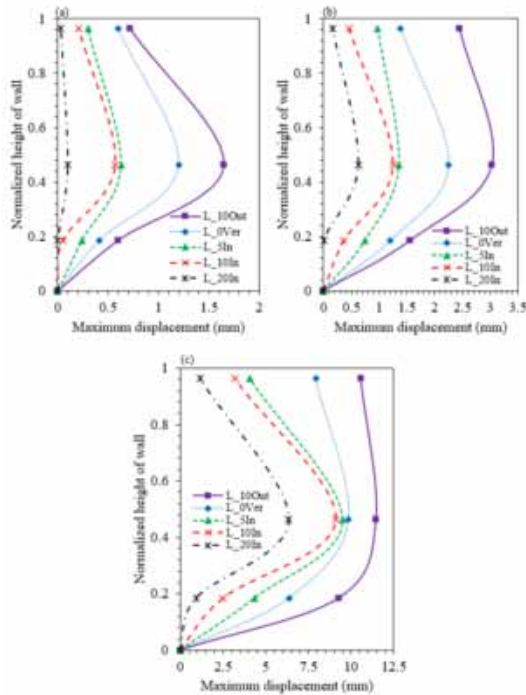 (a)
1
0.8
0.6
0.4
0.2
0
Normalized height of wall
L_10Out
L_0Ver
L_5In
L_10In
L_20In
0 0.6 1.2 2
Maximum displacement (mm)
(b)
1
0.8
0.6
0.4
0.2
0
Normalized height of wall
L_10Out
L_0Ver
L_5In
L_10In
L_20In
0 0.5 1 1.5 2 2.5 3 3.5
Maximum displacement (mm)
(c)
1
0.8
0.6
0.4
0.2
0
Normalized height of wall
L_10Out
L_0Ver
L_5In
L_10In
L_20In
0 2.5 5 7.5 10 12.5
Maximum displacement (mm)